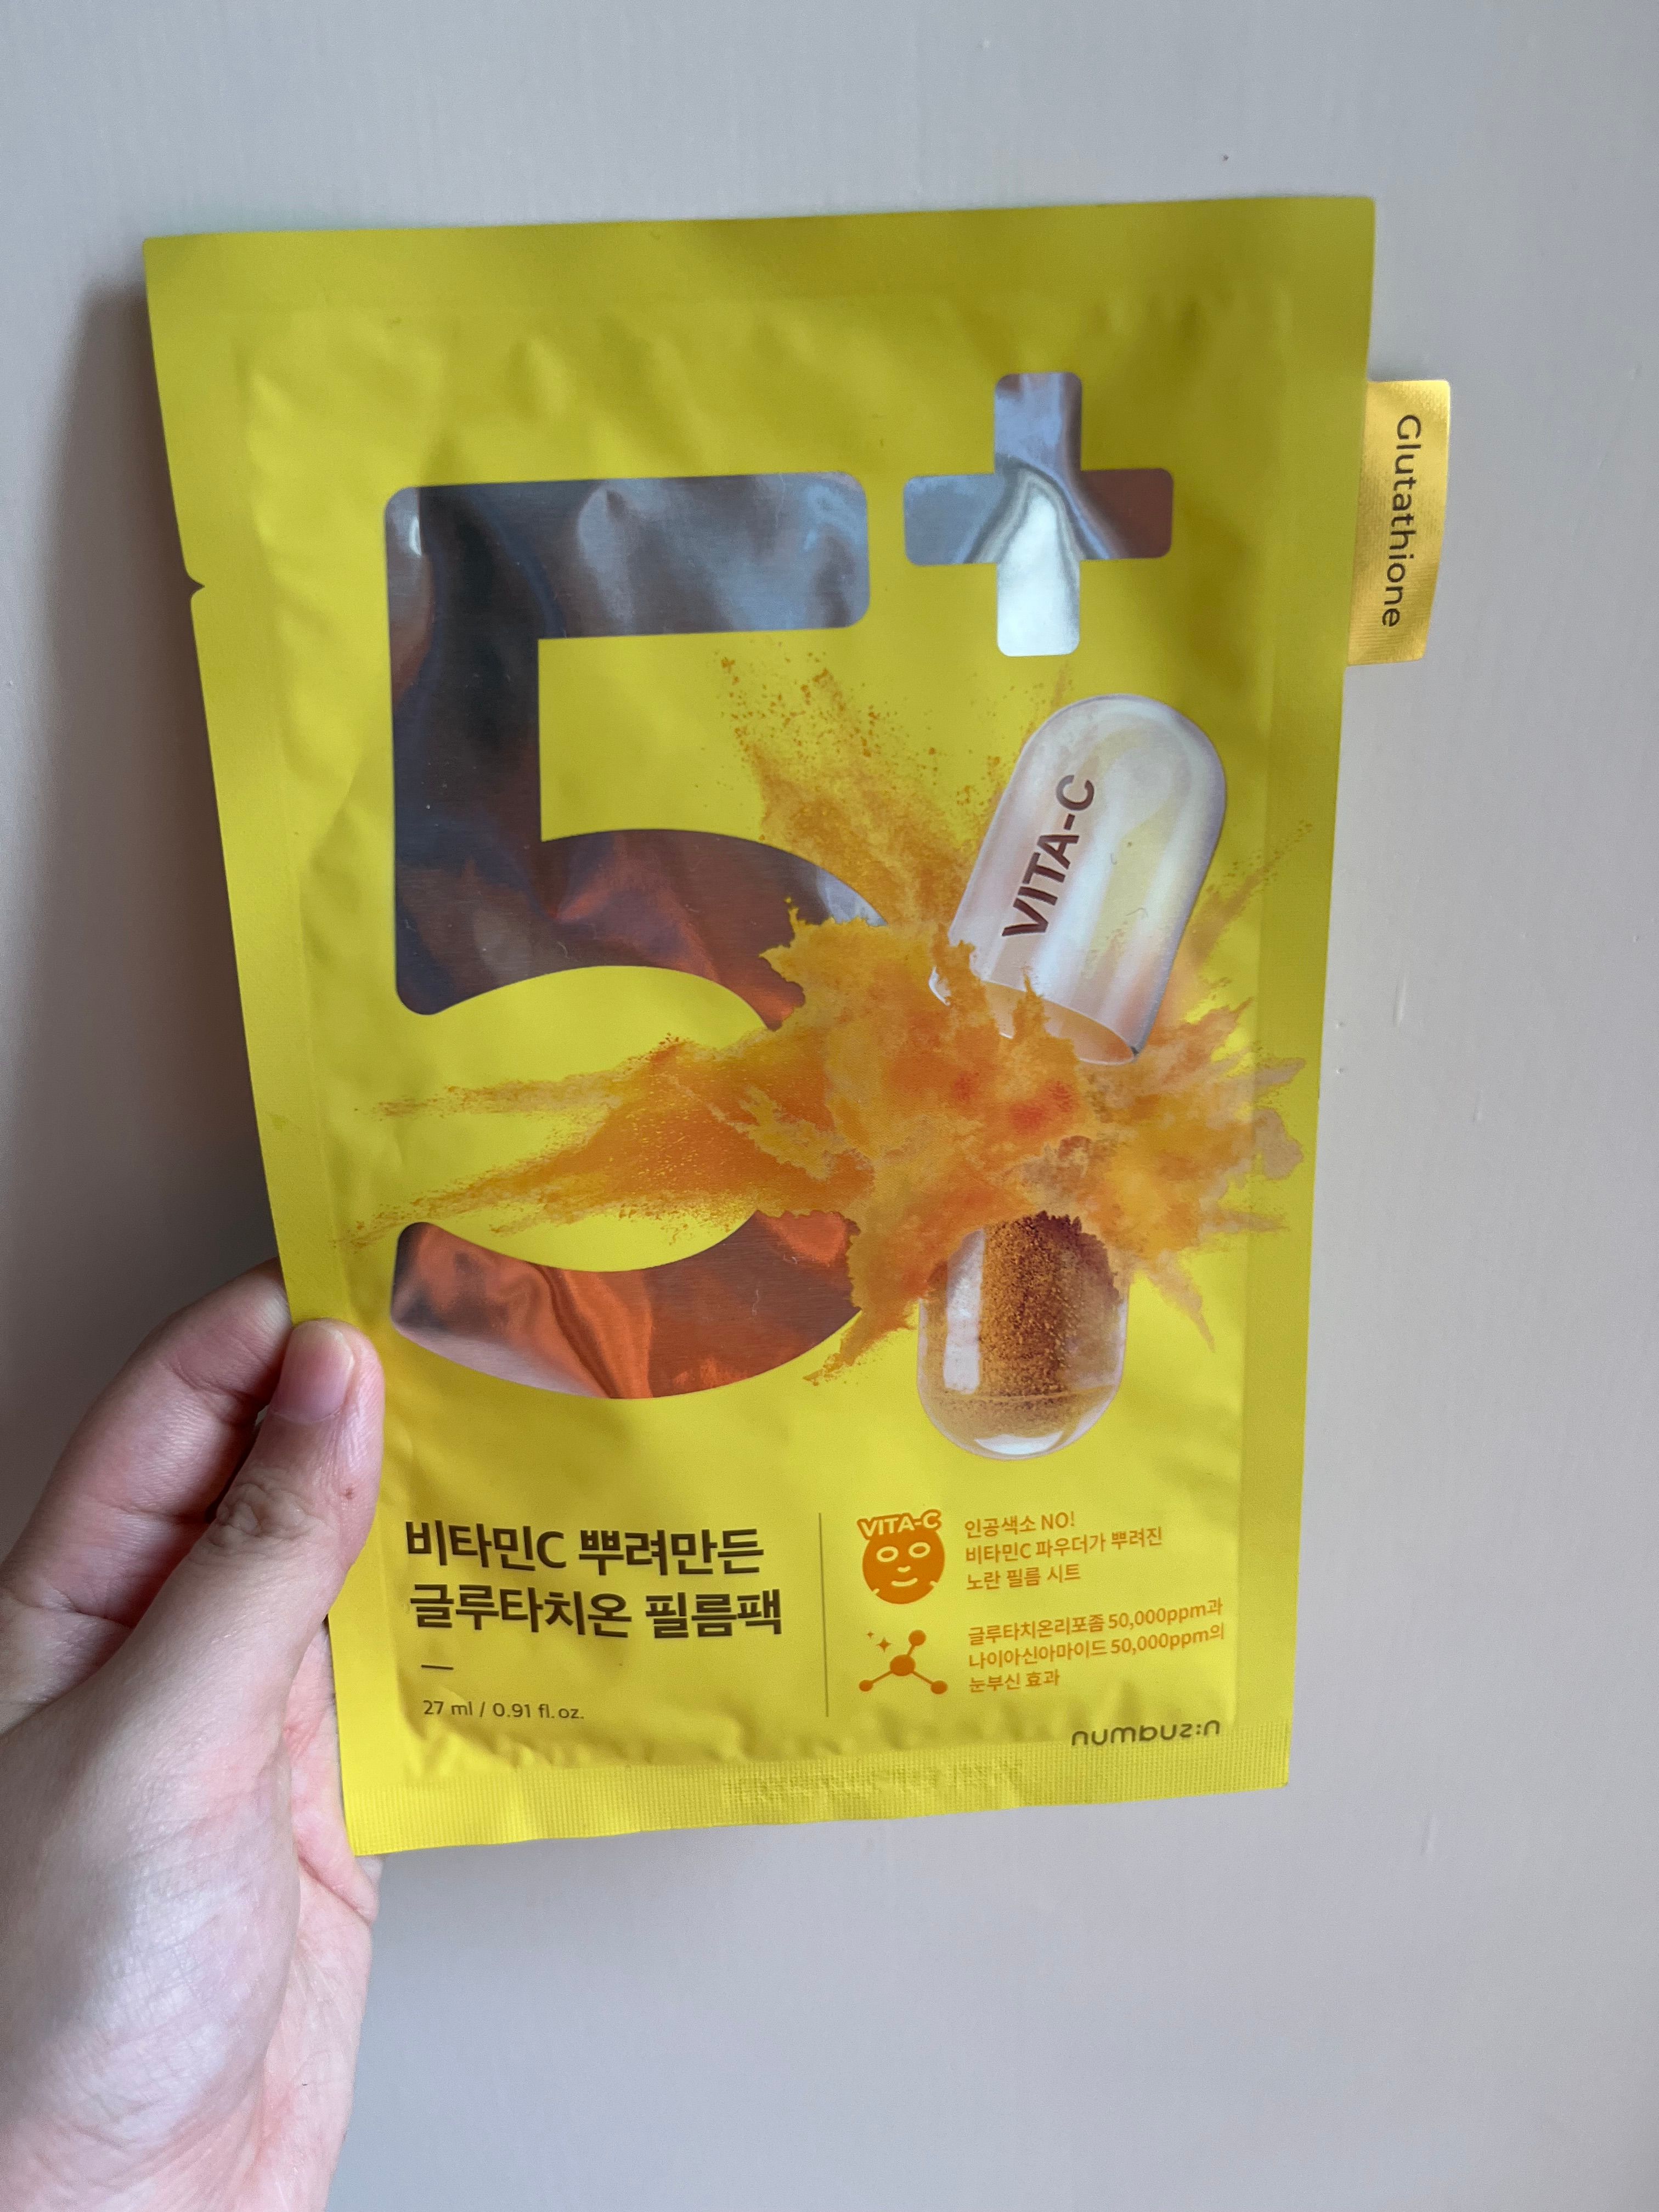 5+
Glutathione
VITA-C
비타민C 뿌려만든
글루타치온 필름팩
27 ml / 0.91 fl.oz.
VITA-C
인공색소 NO!
비타민C 파우더가 뿌려진
노란 필름 시트
글루타치온리포좀 50,000ppm과
나이아신아마이드 50,000ppm의
눈부신 효과
numbuz:n